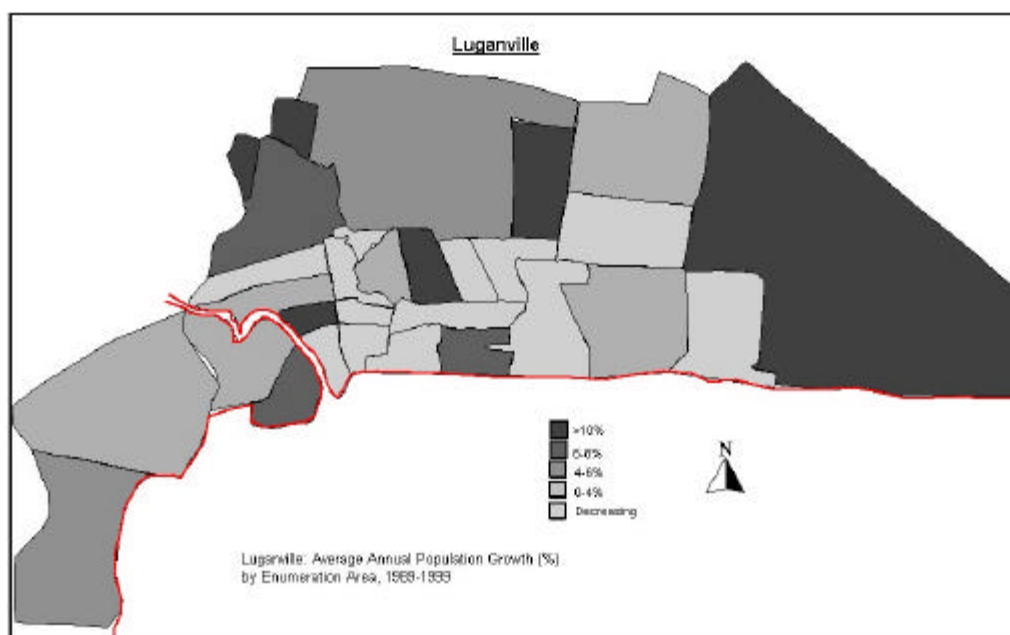 Luganville
>10%
6-8%
4-6%
0-4%
Decreasing
N
Luganville: Average Annual Population Growth (%)
by Enumeration Area, 1989-1999